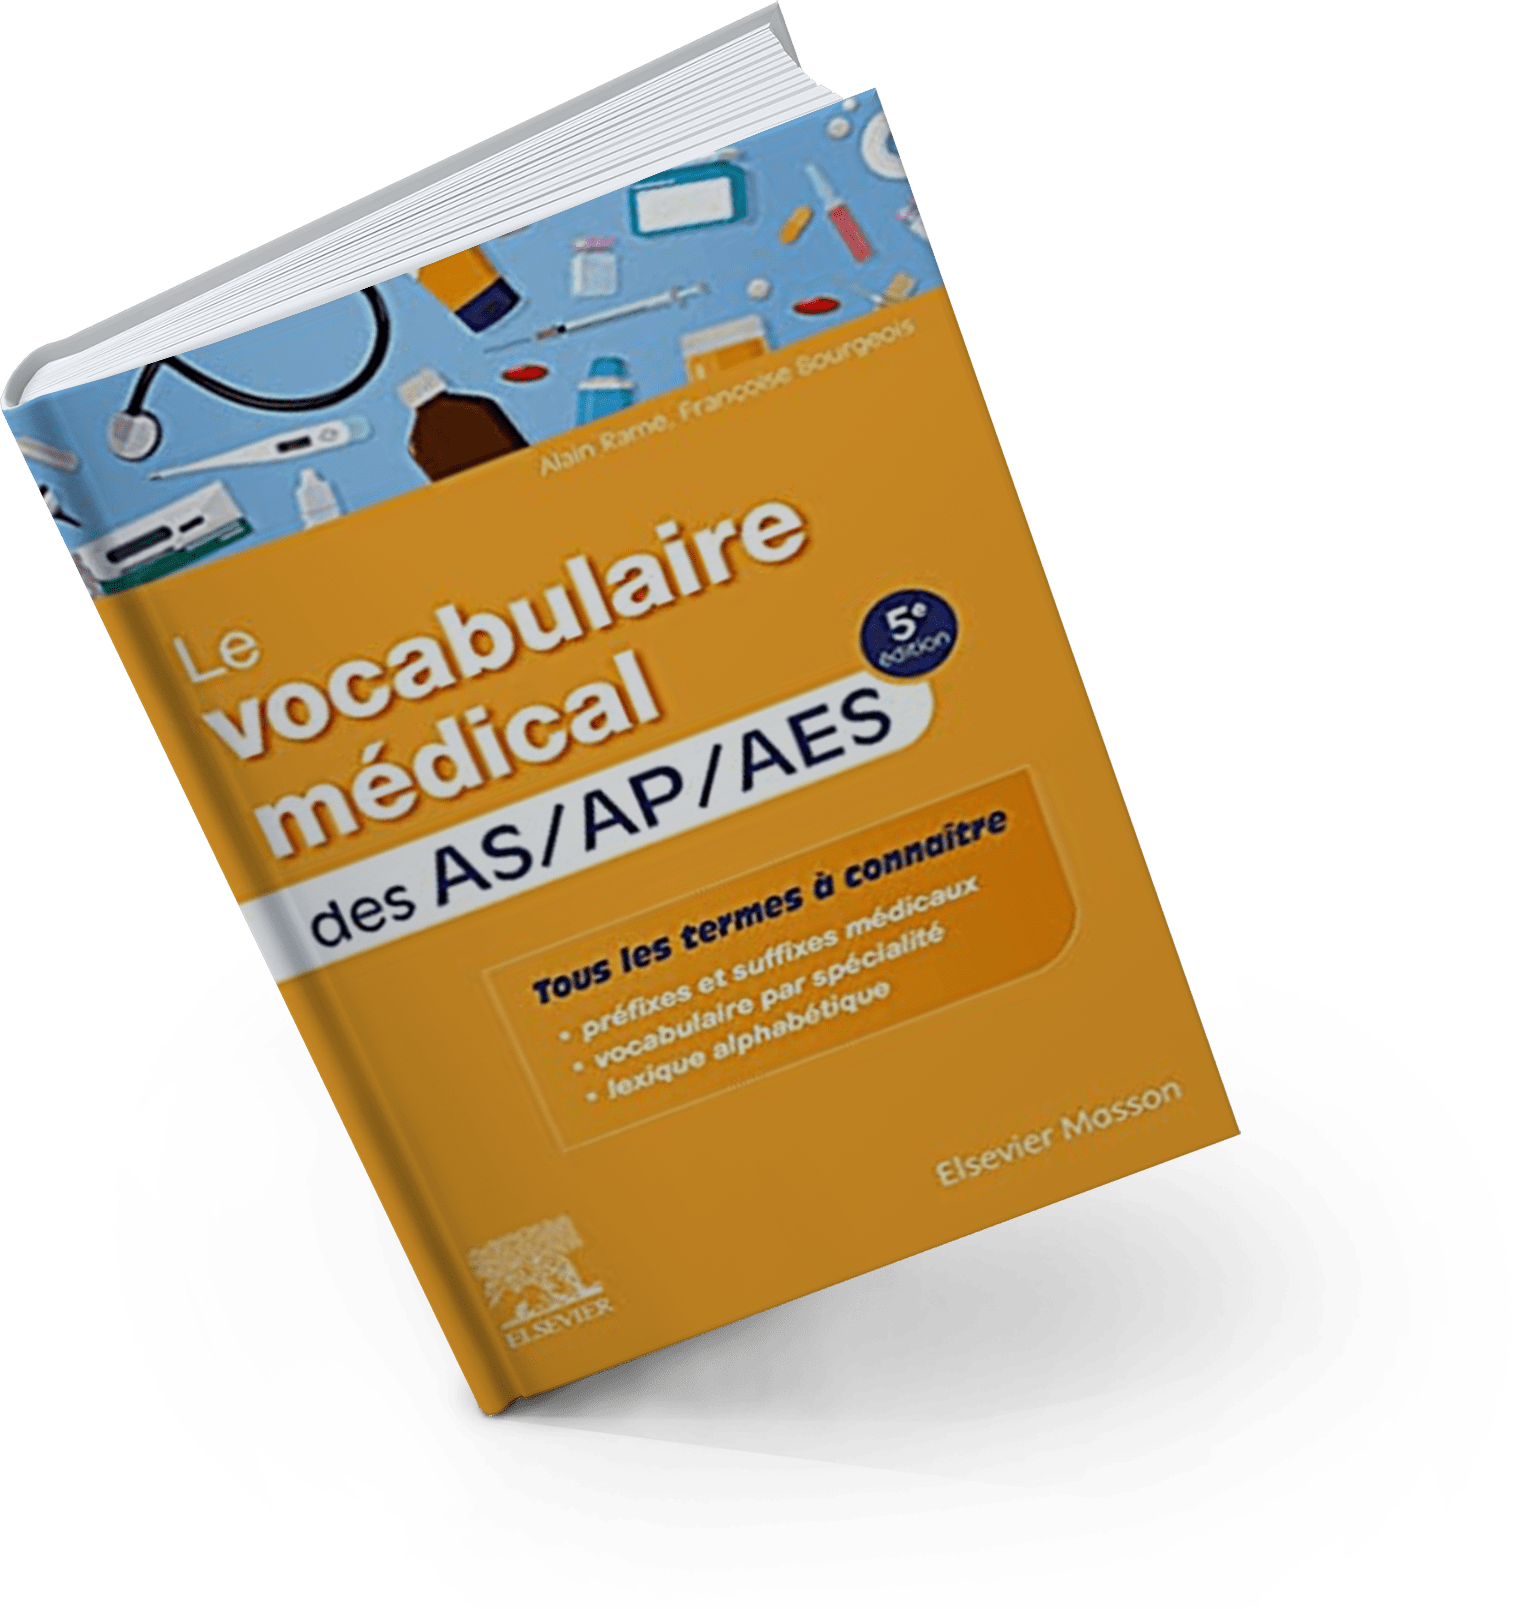 Alain Ramé, Françoise Bourgeois
Le
vocabulaire
médical
5e
édition
des AS/AP/AES
Tous les termes à connaître
• préfixes et suffixes médicaux
• vocabulaire par spécialité
• lexique alphabétique
Elsevier Masson
ELSEVIER